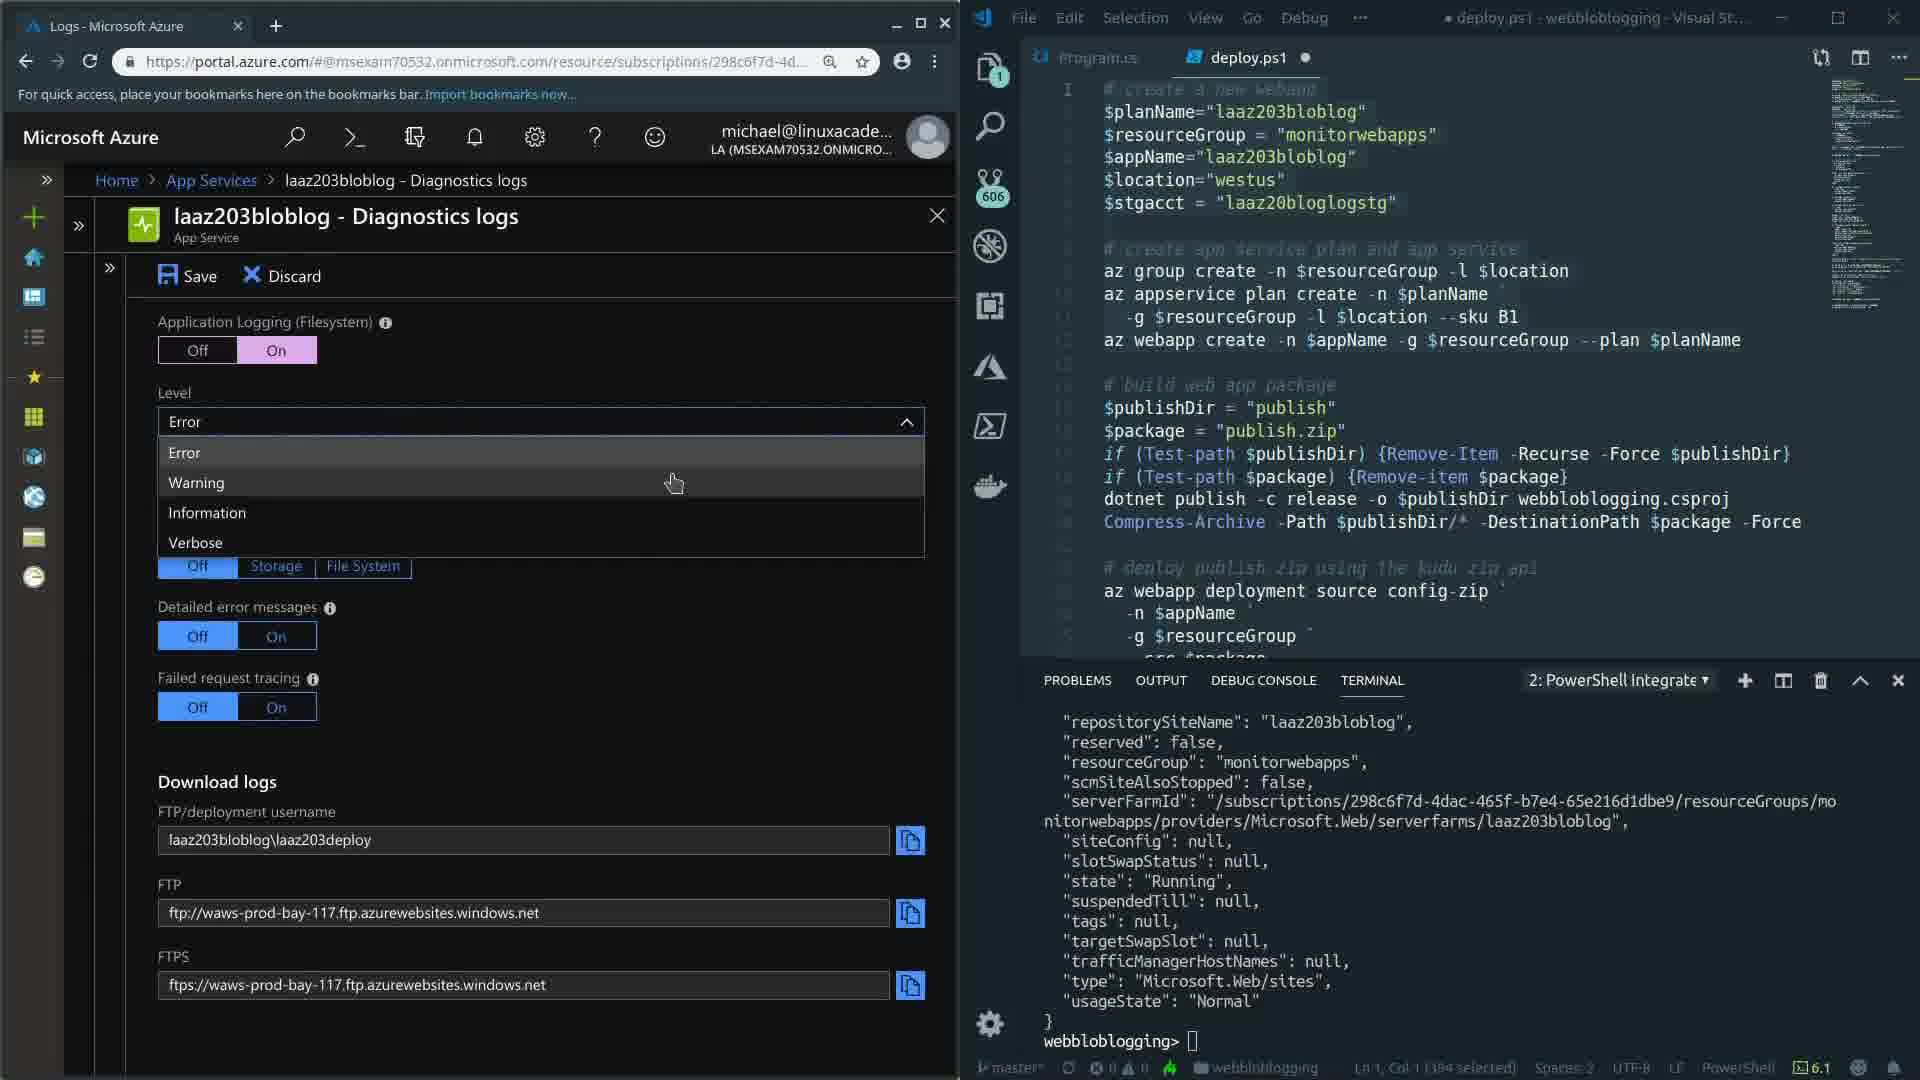 Logs - Microsoft Azure
https://portal.azure.com/#@msexam70532.onmicrosoft.com/resource/subscriptions/298c6f7d-4d...
For quick access, place your bookmarks here on the bookmarks bar. Import bookmarks now...
Microsoft Azure
michael@linuxacade...
LA (MSEXAM70532.ONMICRO...
Home > App Services > laaz203bloblog - Diagnostics logs
laaz203bloblog - Diagnostics logs
App Service
Save Discard
Application Logging (Filesystem)
Off On
Level
Error
Error
Warning
Information
Verbose
Off Storage File System
Detailed error messages
Off On
Failed request tracing
Off On
Download logs
FTP/deployment username
laaz203bloblog\laaz203deploy
FTP
ftp://waws-prod-bay-117.ftp.azurewebsites.windows.net
FTPS
ftps://waws-prod-bay-117.ftp.azurewebsites.windows.net
File Edit Selection View Go Debug ··· ● deploy.ps1 - webbloblogging - Visual St...
1
606
Program.cs deploy.ps1
1 # create a new webapp
$planName="laaz203bloblog"
$resourceGroup = "monitorwebapps"
$appName="laaz203bloblog"
$location="westus"
$stgacct = "laaz20bloglogstg"
# create app service plan and app service
az group create -n $resourceGroup -l $location
az appservice plan create -n $planName `
-g $resourceGroup -l $location --sku B1
az webapp create -n $appName -g $resourceGroup --plan $planName
# build web app package
$publishDir = "publish"
$package = "publish.zip"
if (Test-path $publishDir) {Remove-Item -Recurse -Force $publishDir}
if (Test-path $package) {Remove-item $package}
dotnet publish -c release -o $publishDir webbloblogging.csproj
Compress-Archive -Path $publishDir/* -DestinationPath $package -Force
# deploy publish zip using the kudu zip api
az webapp deployment source config-zip `
-n $appName `
-g $resourceGroup `
--src $package
PROBLEMS OUTPUT DEBUG CONSOLE TERMINAL 2: PowerShell Integrate
"repositorySiteName": "laaz203bloblog",
"reserved": false,
"resourceGroup": "monitorwebapps",
"scmSiteAlsoStopped": false,
"serverFarmId": "/subscriptions/298c6f7d-4dac-465f-b7e4-65e216d1dbe9/resourceGroups/mo
nitorwebapps/providers/Microsoft.Web/serverfarms/laaz203bloblog",
"siteConfig": null,
"slotSwapStatus": null,
"state": "Running",
"suspendedTill": null,
"tags": null,
"targetSwapSlot": null,
"trafficManagerHostNames": null,
"type": "Microsoft.Web/sites",
"usageState": "Normal"
}
webbloblogging>
master* 0 0 webbloblogging Ln 1, Col 1 (394 selected) Spaces: 2 UTF-8 LF PowerShell 6.1